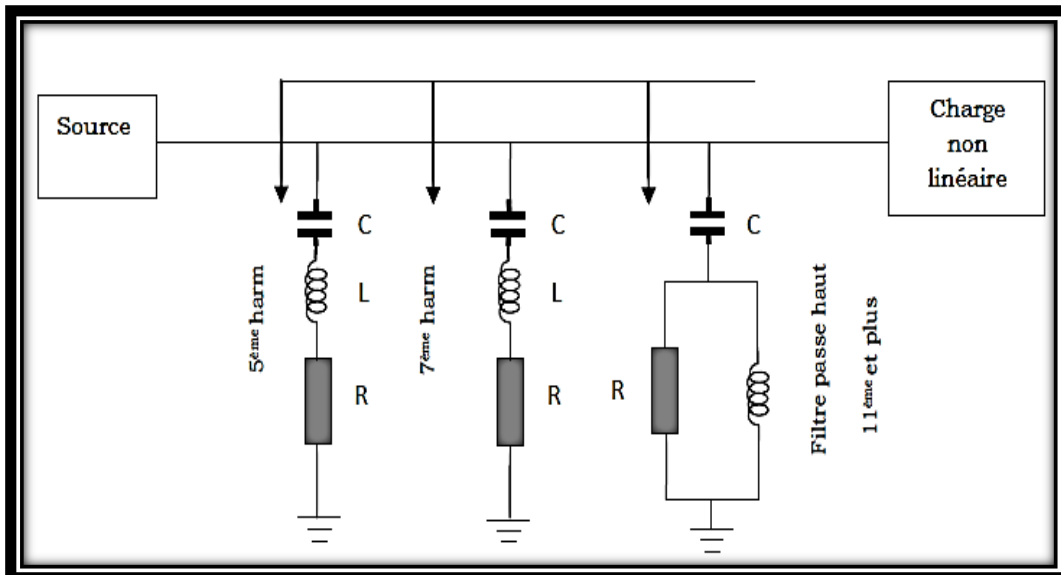 Source
Charge
non
linéaire
C
L
R
5ème harm
C
L
R
7ème harm
C
R
Filtre passe haut
11ème et plus